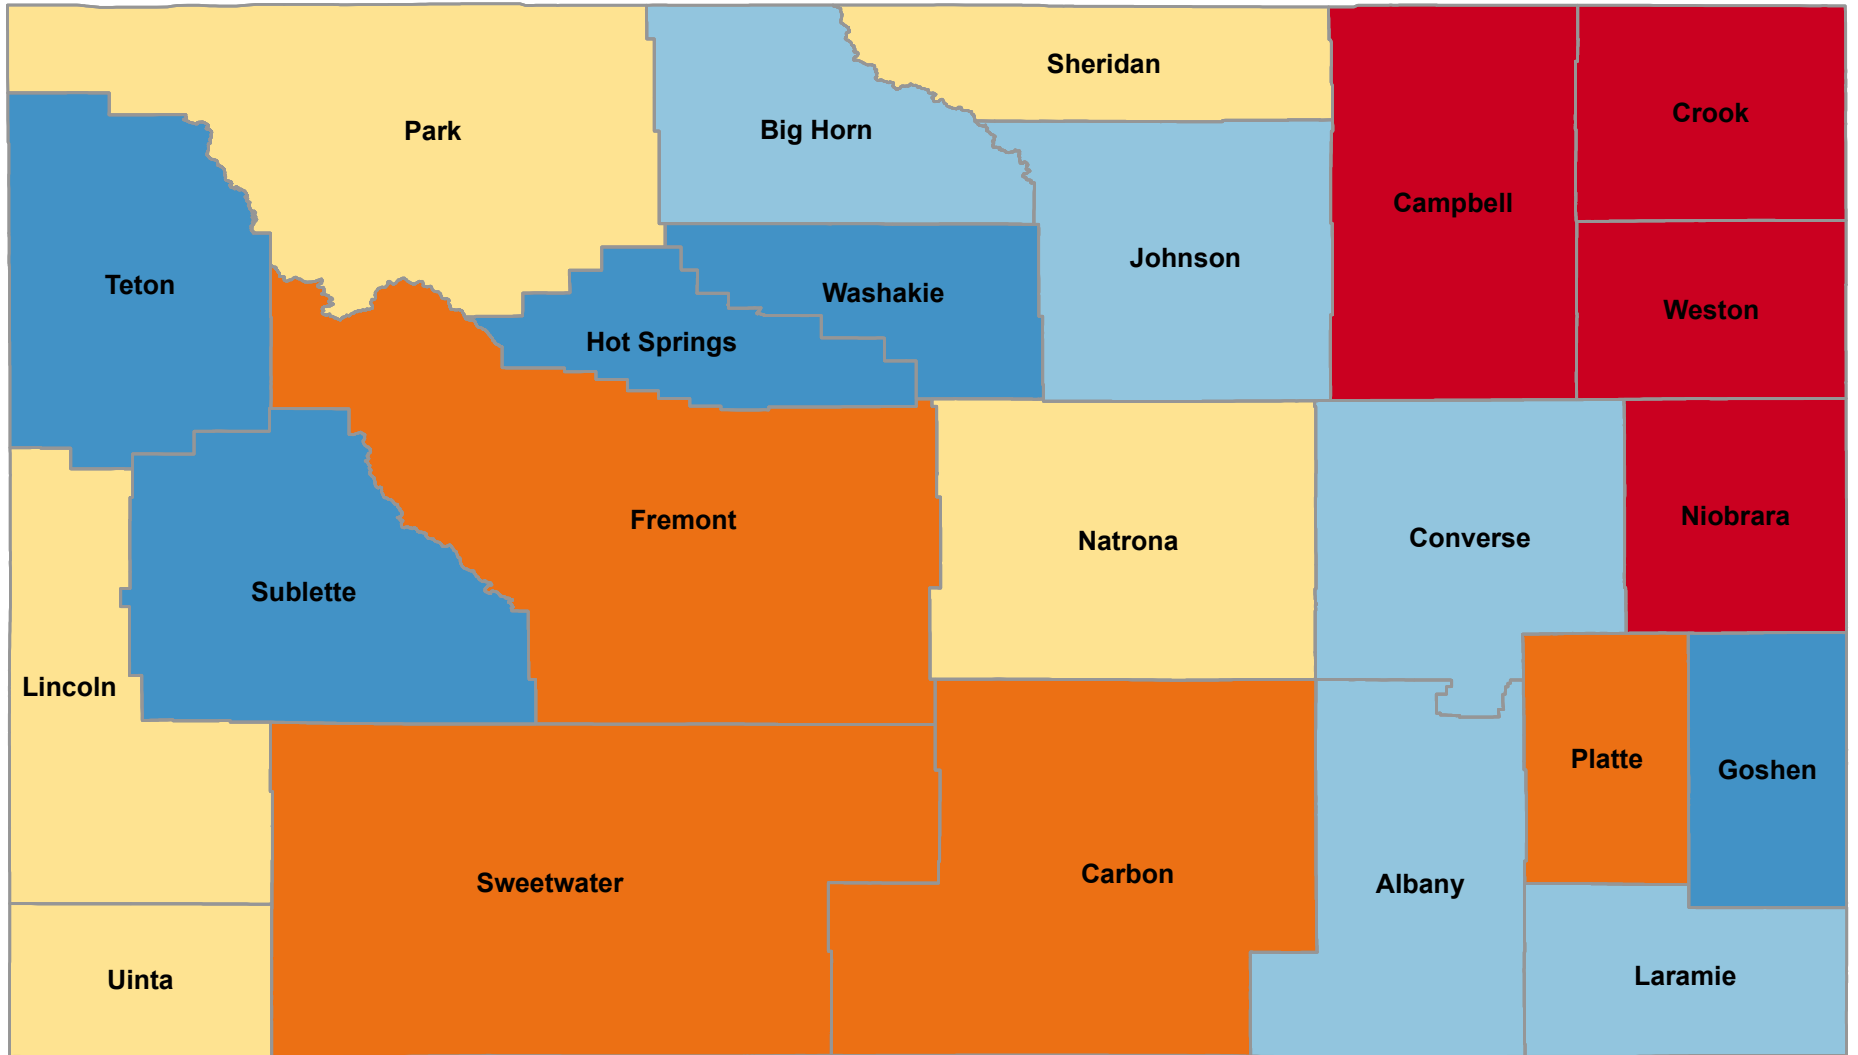 Sheridan
Crook
Park
Big Horn
Campbell
Johnson
Teton
Washakie
Weston
Hot Springs
Niobrara
Fremont
Converse
Natrona
Sublette
Lincoln
Platte
Goshen
Carbon
Sweetwater
Albany
Laramie
Uinta